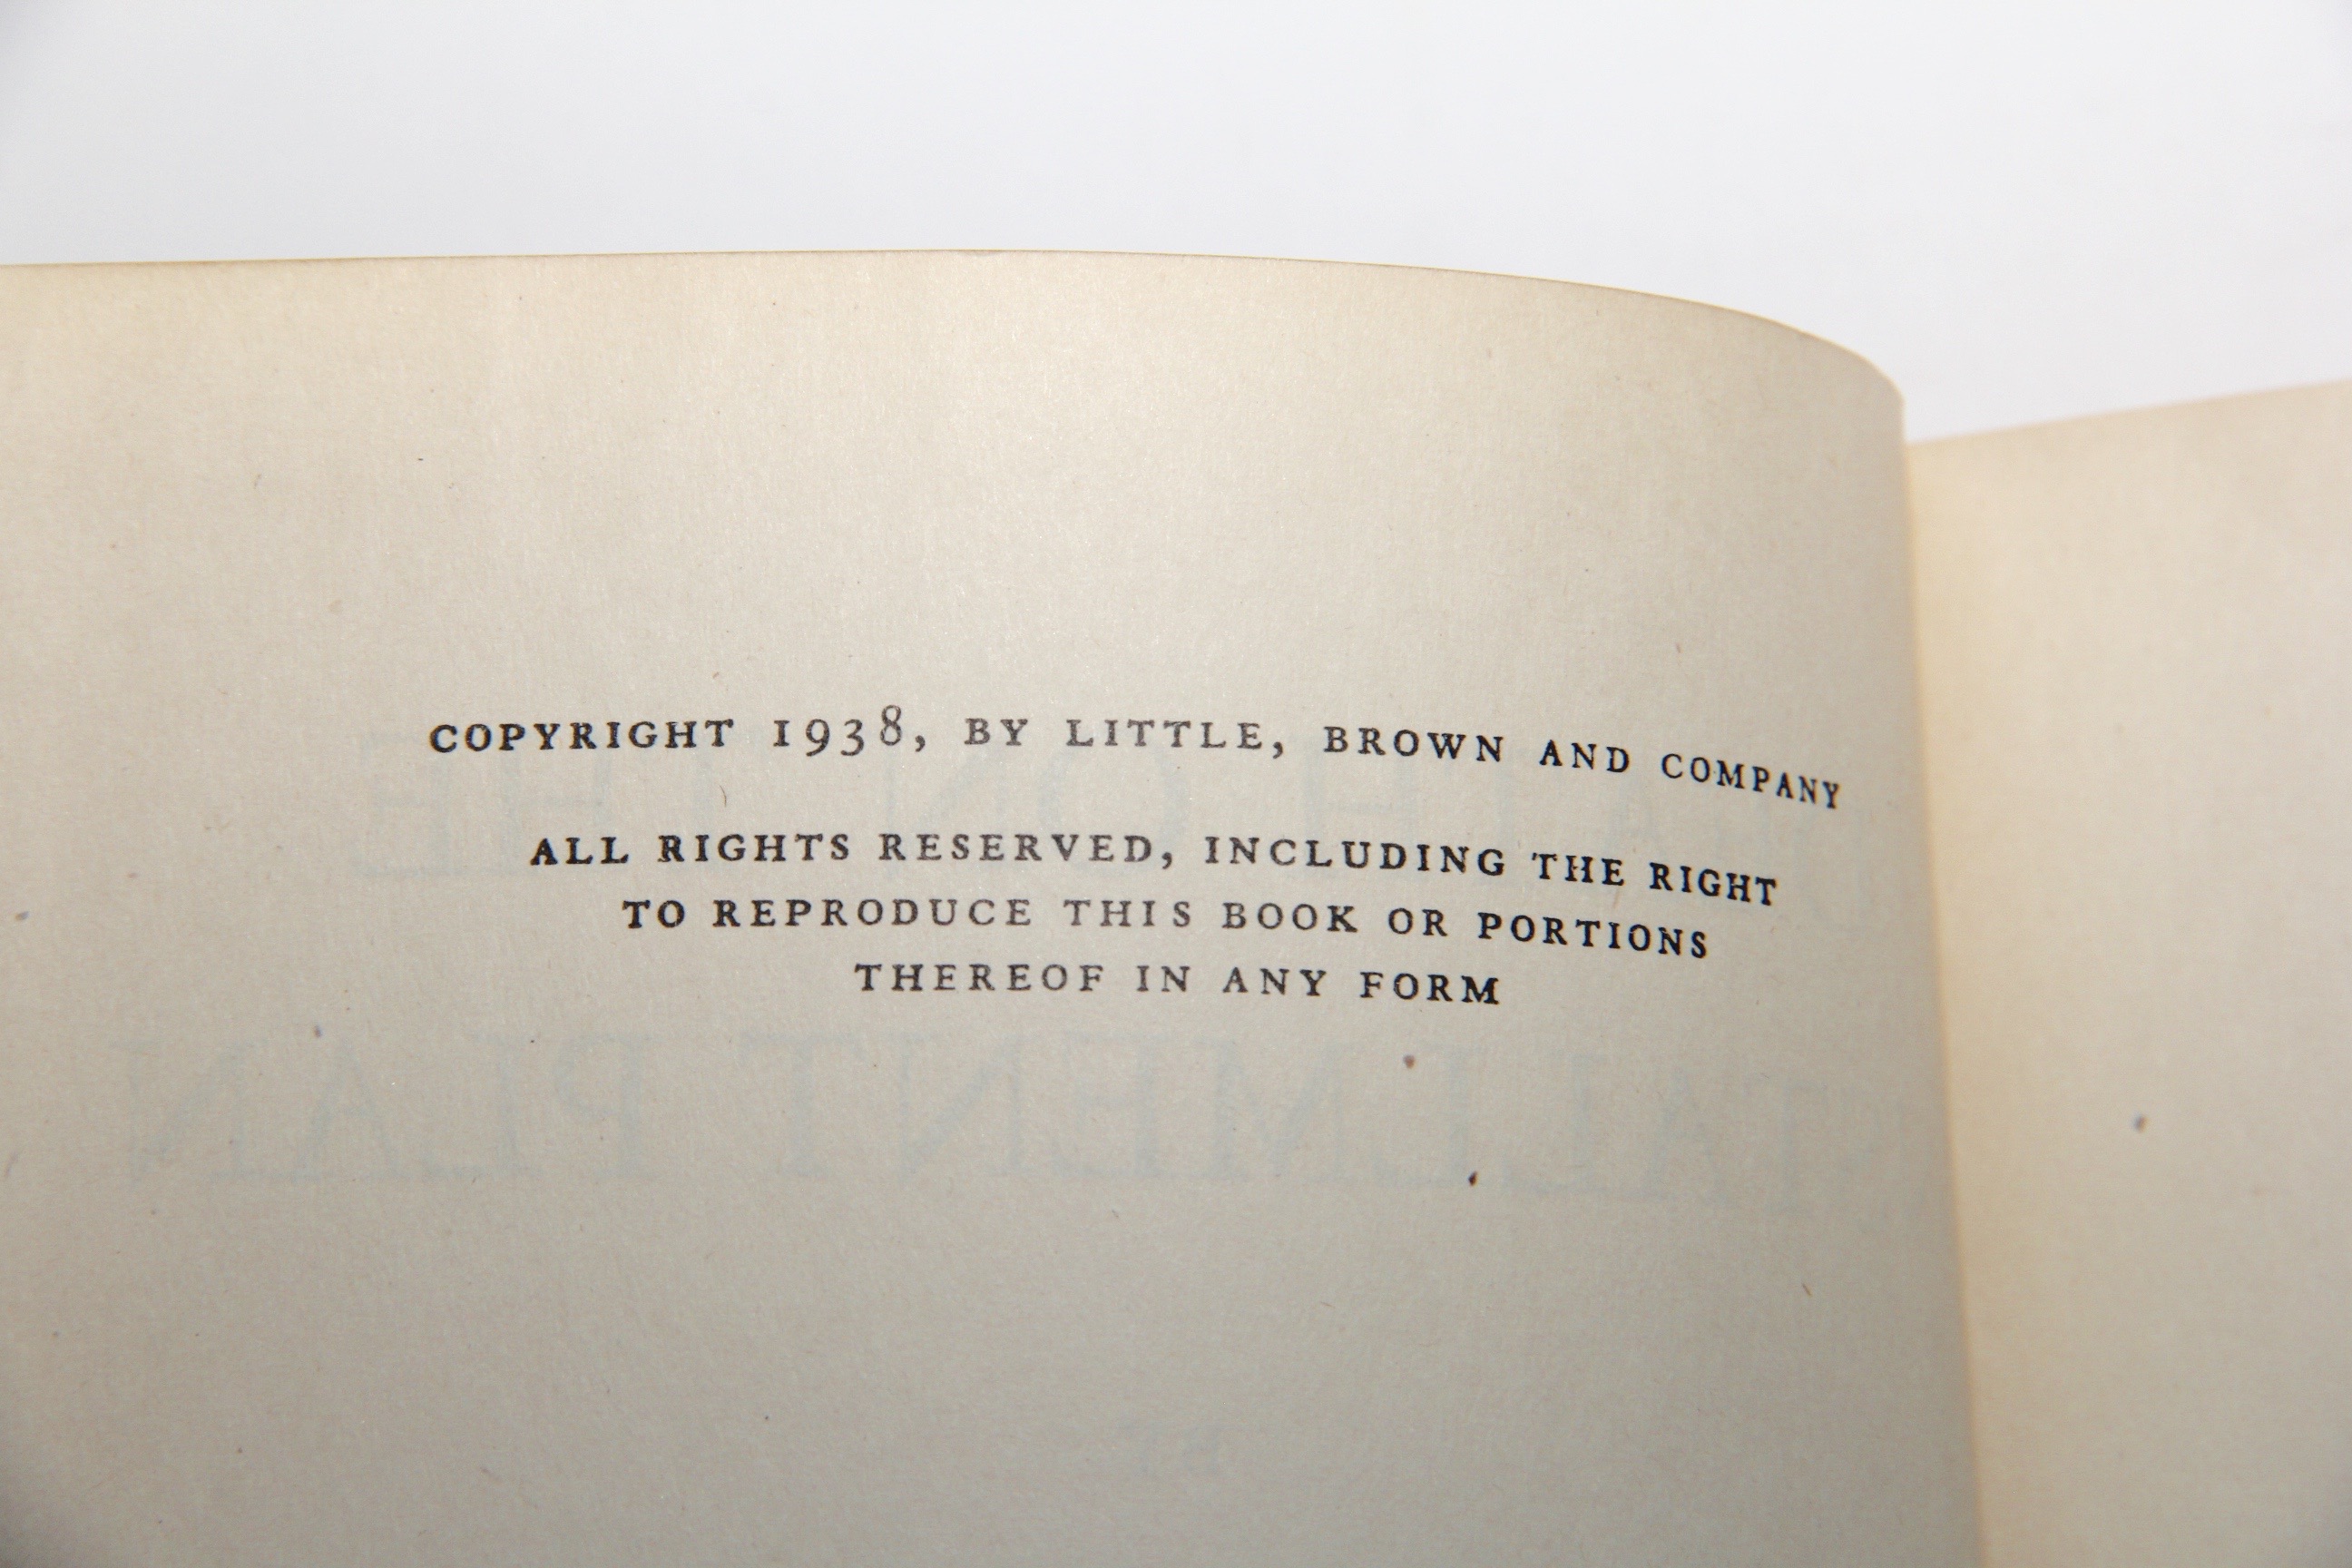 COPYRIGHT 1938, BY LITTLE, BROWN AND COMPANY
ALL RIGHTS RESERVED, INCLUDING THE RIGHT
TO REPRODUCE THIS BOOK OR PORTIONS
THEREOF IN ANY FORM